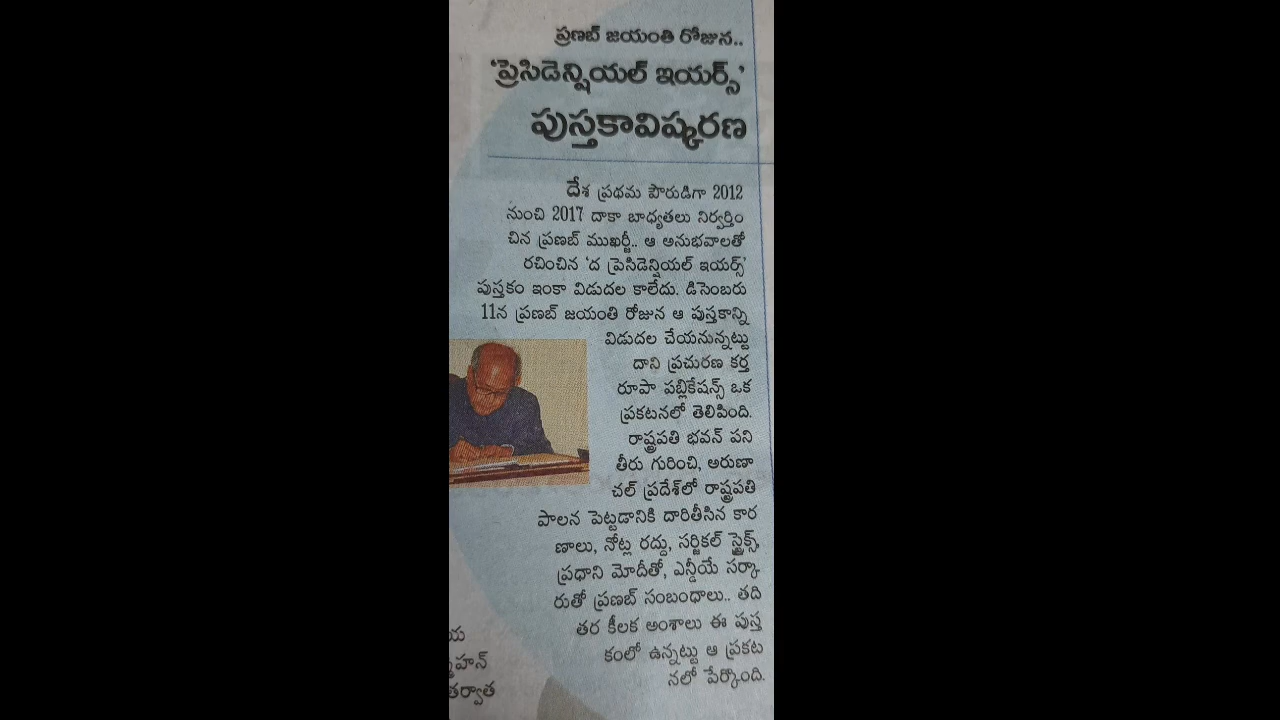 ప్రణబ్ జయంతి రోజున..
'ప్రెసిడెన్షియల్ ఇయర్స్'
పుస్తకావిష్కరణ
దేశ ప్రథమ పౌరుడిగా 2012
నుంచి 2017 దాకా బాధ్యతలు నిర్వర్తిం
చిన ప్రణబ్ ముఖర్జీ.. ఆ అనుభవాలతో
రచించిన 'ద ప్రెసిడెన్షియల్ ఇయర్స్'
పుస్తకం ఇంకా విడుదల కాలేదు. డిసెంబరు
11న ప్రణబ్ జయంతి రోజున ఆ పుస్తకాన్ని
విడుదల చేయనున్నట్టు
దాని ప్రచురణ కర్త
రూపా పబ్లికేషన్స్ ఒక
ప్రకటనలో తెలిపింది.
రాష్ట్రపతి భవన్ పని
తీరు గురించి, అరుణా
చల్ ప్రదేశ్‌లో రాష్ట్రపతి
పాలన పెట్టడానికి దారితీసిన కార
ణాలు, నోట్ల రద్దు, సర్జికల్ స్ట్రైక్స్,
ప్రధాని మోదీతో, ఎన్డీయే సర్కా
రుతో ప్రణబ్ సంబంధాలు.. తది
తర కీలక అంశాలు ఈ పుస్త
కంలో ఉన్నట్టు ఆ ప్రకట
నలో పేర్కొంది.
య
హన్
తర్వాత